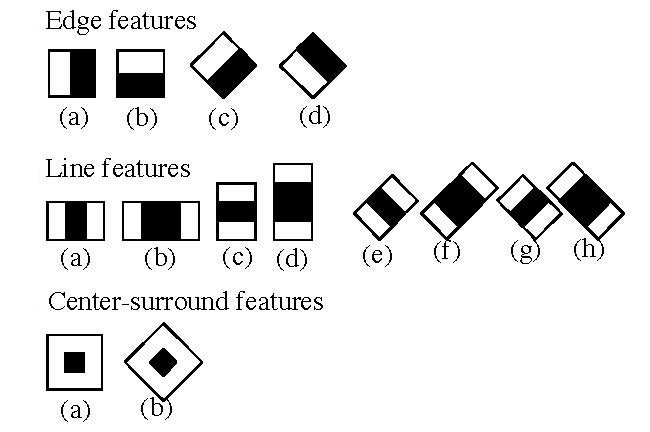 Edge features
(a) (b) (c) (d)
Line features
(a) (b) (c) (d) (e) (f) (g) (h)
Center-surround features
(a) (b)